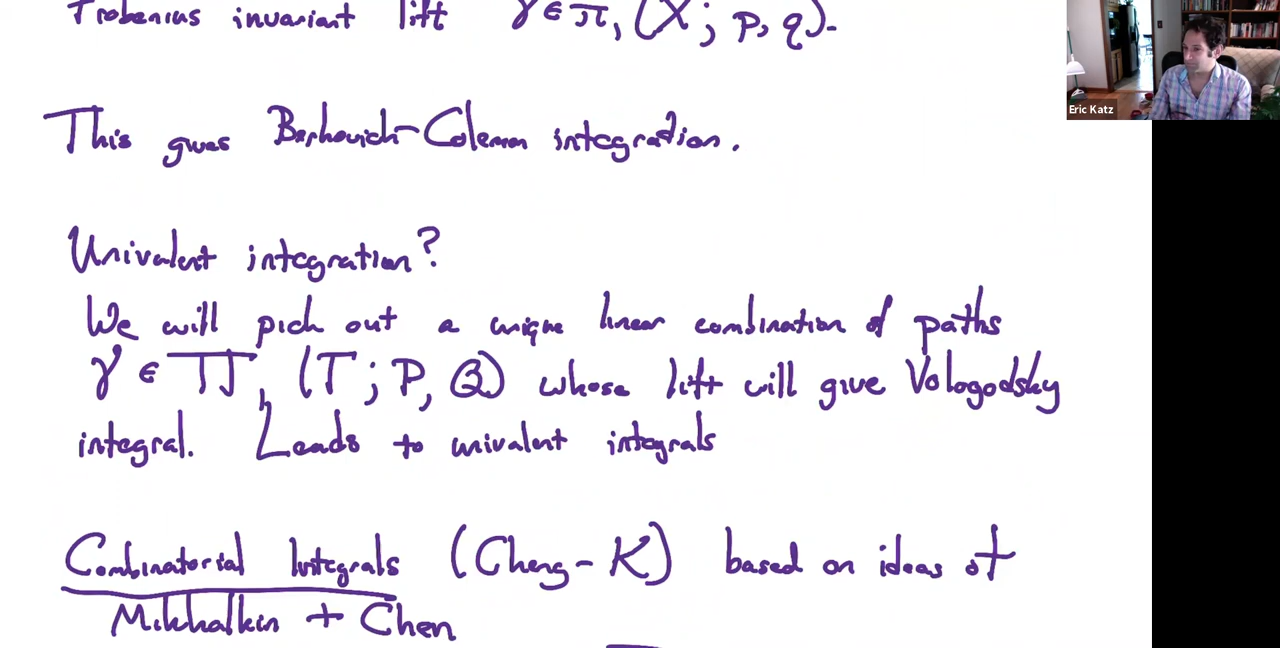 Frobenius invariant lift γ ∈ π₁(X; p, q).
Eric Katz
This gives Berkovich-Coleman integration.
Univalent integration?
We will pick out a unique linear combination of paths
γ ∈ π₁(Γ; P, Q) whose lift will give Vologodsky
integral. Leads to univalent integrals
Combinatorial Integrals (Cheng-K) based on ideas of
Mikhalkin + Chen